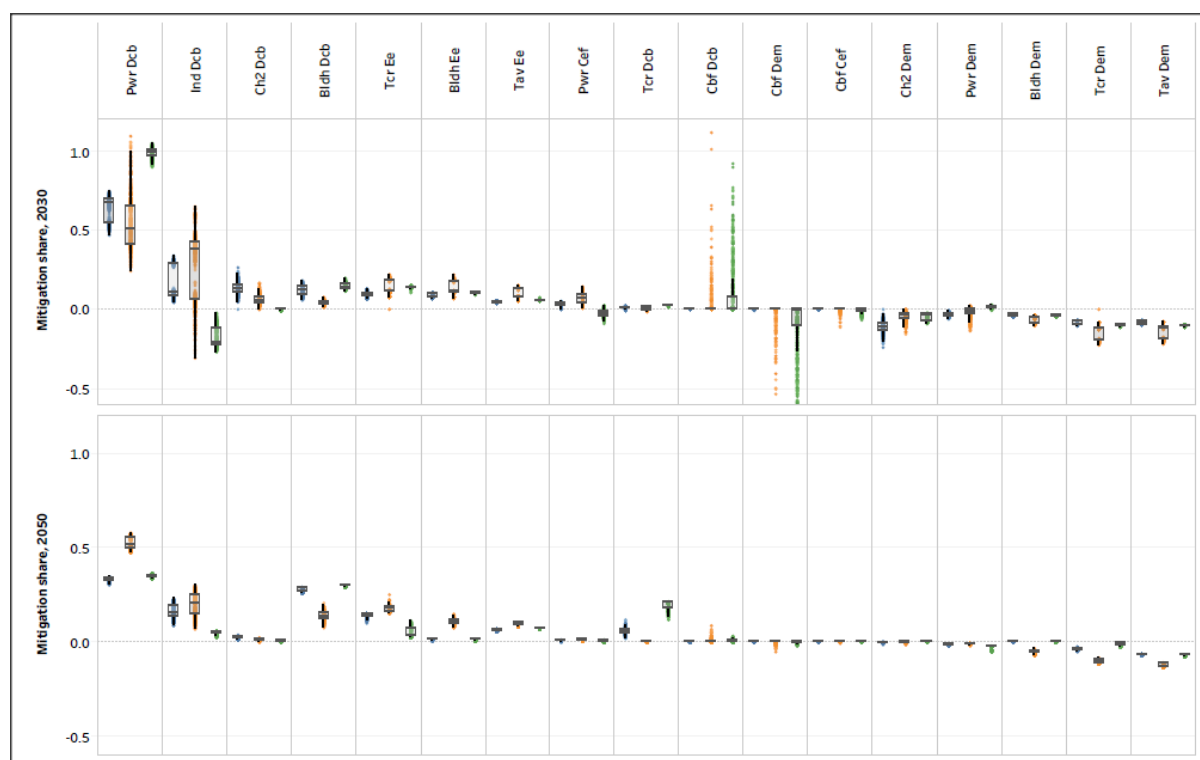 Pwr Dcb
Ind Dcb
Ch2 Dcb
Bldh Dcb
Tcr Ee
Bldh Ee
Tav Ee
Pwr Cef
Tcr Dcb
Cbf Dcb
Cbf Dem
Cbf Cef
Ch2 Dem
Pwr Dem
Bldh Dem
Tcr Dem
Tav Dem
Mitigation share, 2030
1.0
0.5
0.0
-0.5
Mitigation share, 2050
1.0
0.5
0.0
-0.5